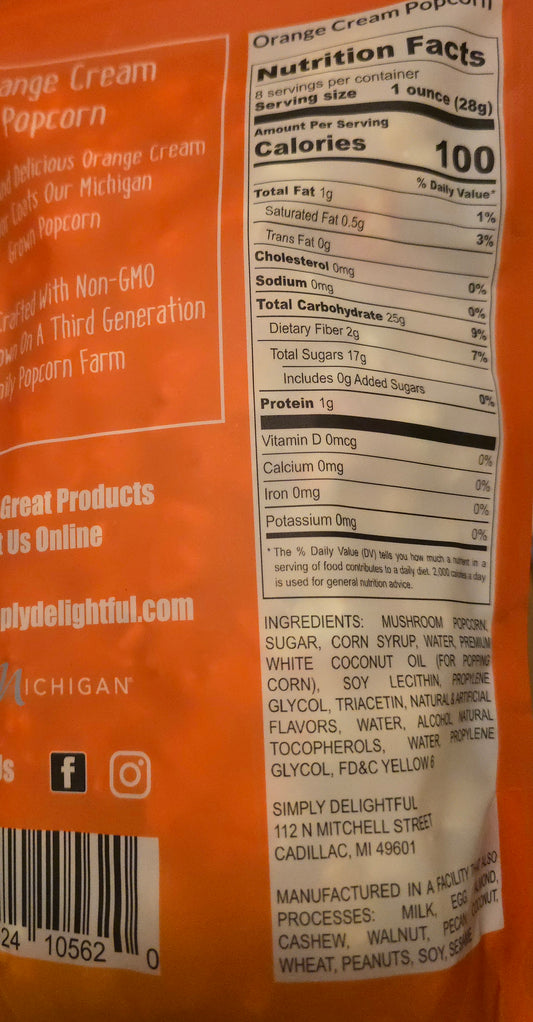 ange Cream
Popcorn
Delicious Orange Cream
Coats Our Michigan
Grown Popcorn
With Non-GMO
On A Third Generation
Popcorn Farm
Great Products
Us Online
plydelightful.com
MICHIGAN
f
24 10562 0
Orange Cream Popcorn
Nutrition Facts
8 servings per container
Serving size 1 ounce (28g)
Amount Per Serving
Calories 100
% Daily Value*
Total Fat 1g 1%
Saturated Fat 0.5g 3%
Trans Fat 0g
Cholesterol 0mg 0%
Sodium 0mg 0%
Total Carbohydrate 25g 9%
Dietary Fiber 2g 7%
Total Sugars 17g
Includes 0g Added Sugars 0%
Protein 1g
Vitamin D 0mcg 0%
Calcium 0mg 0%
Iron 0mg 0%
Potassium 0mg 0%
* The % Daily Value (DV) tells you how much a nutrient in a
serving of food contributes to a daily diet. 2,000 calories a day
is used for general nutrition advice.
INGREDIENTS: MUSHROOM POPCORN,
SUGAR, CORN SYRUP, WATER, PREMIUM
WHITE COCONUT OIL (FOR POPPING
CORN), SOY LECITHIN, PROPYLENE
GLYCOL, TRIACETIN, NATURAL & ARTIFICIAL
FLAVORS, WATER, ALCOHOL NATURAL
TOCOPHEROLS, WATER PROPYLENE
GLYCOL, FD&C YELLOW 6
SIMPLY DELIGHTFUL
112 N MITCHELL STREET
CADILLAC, MI 49601
MANUFACTURED IN A FACILITY THAT ALSO
PROCESSES: MILK, EGG, ALMOND,
CASHEW, WALNUT, PECAN, COCONUT,
WHEAT, PEANUTS, SOY, SESAME